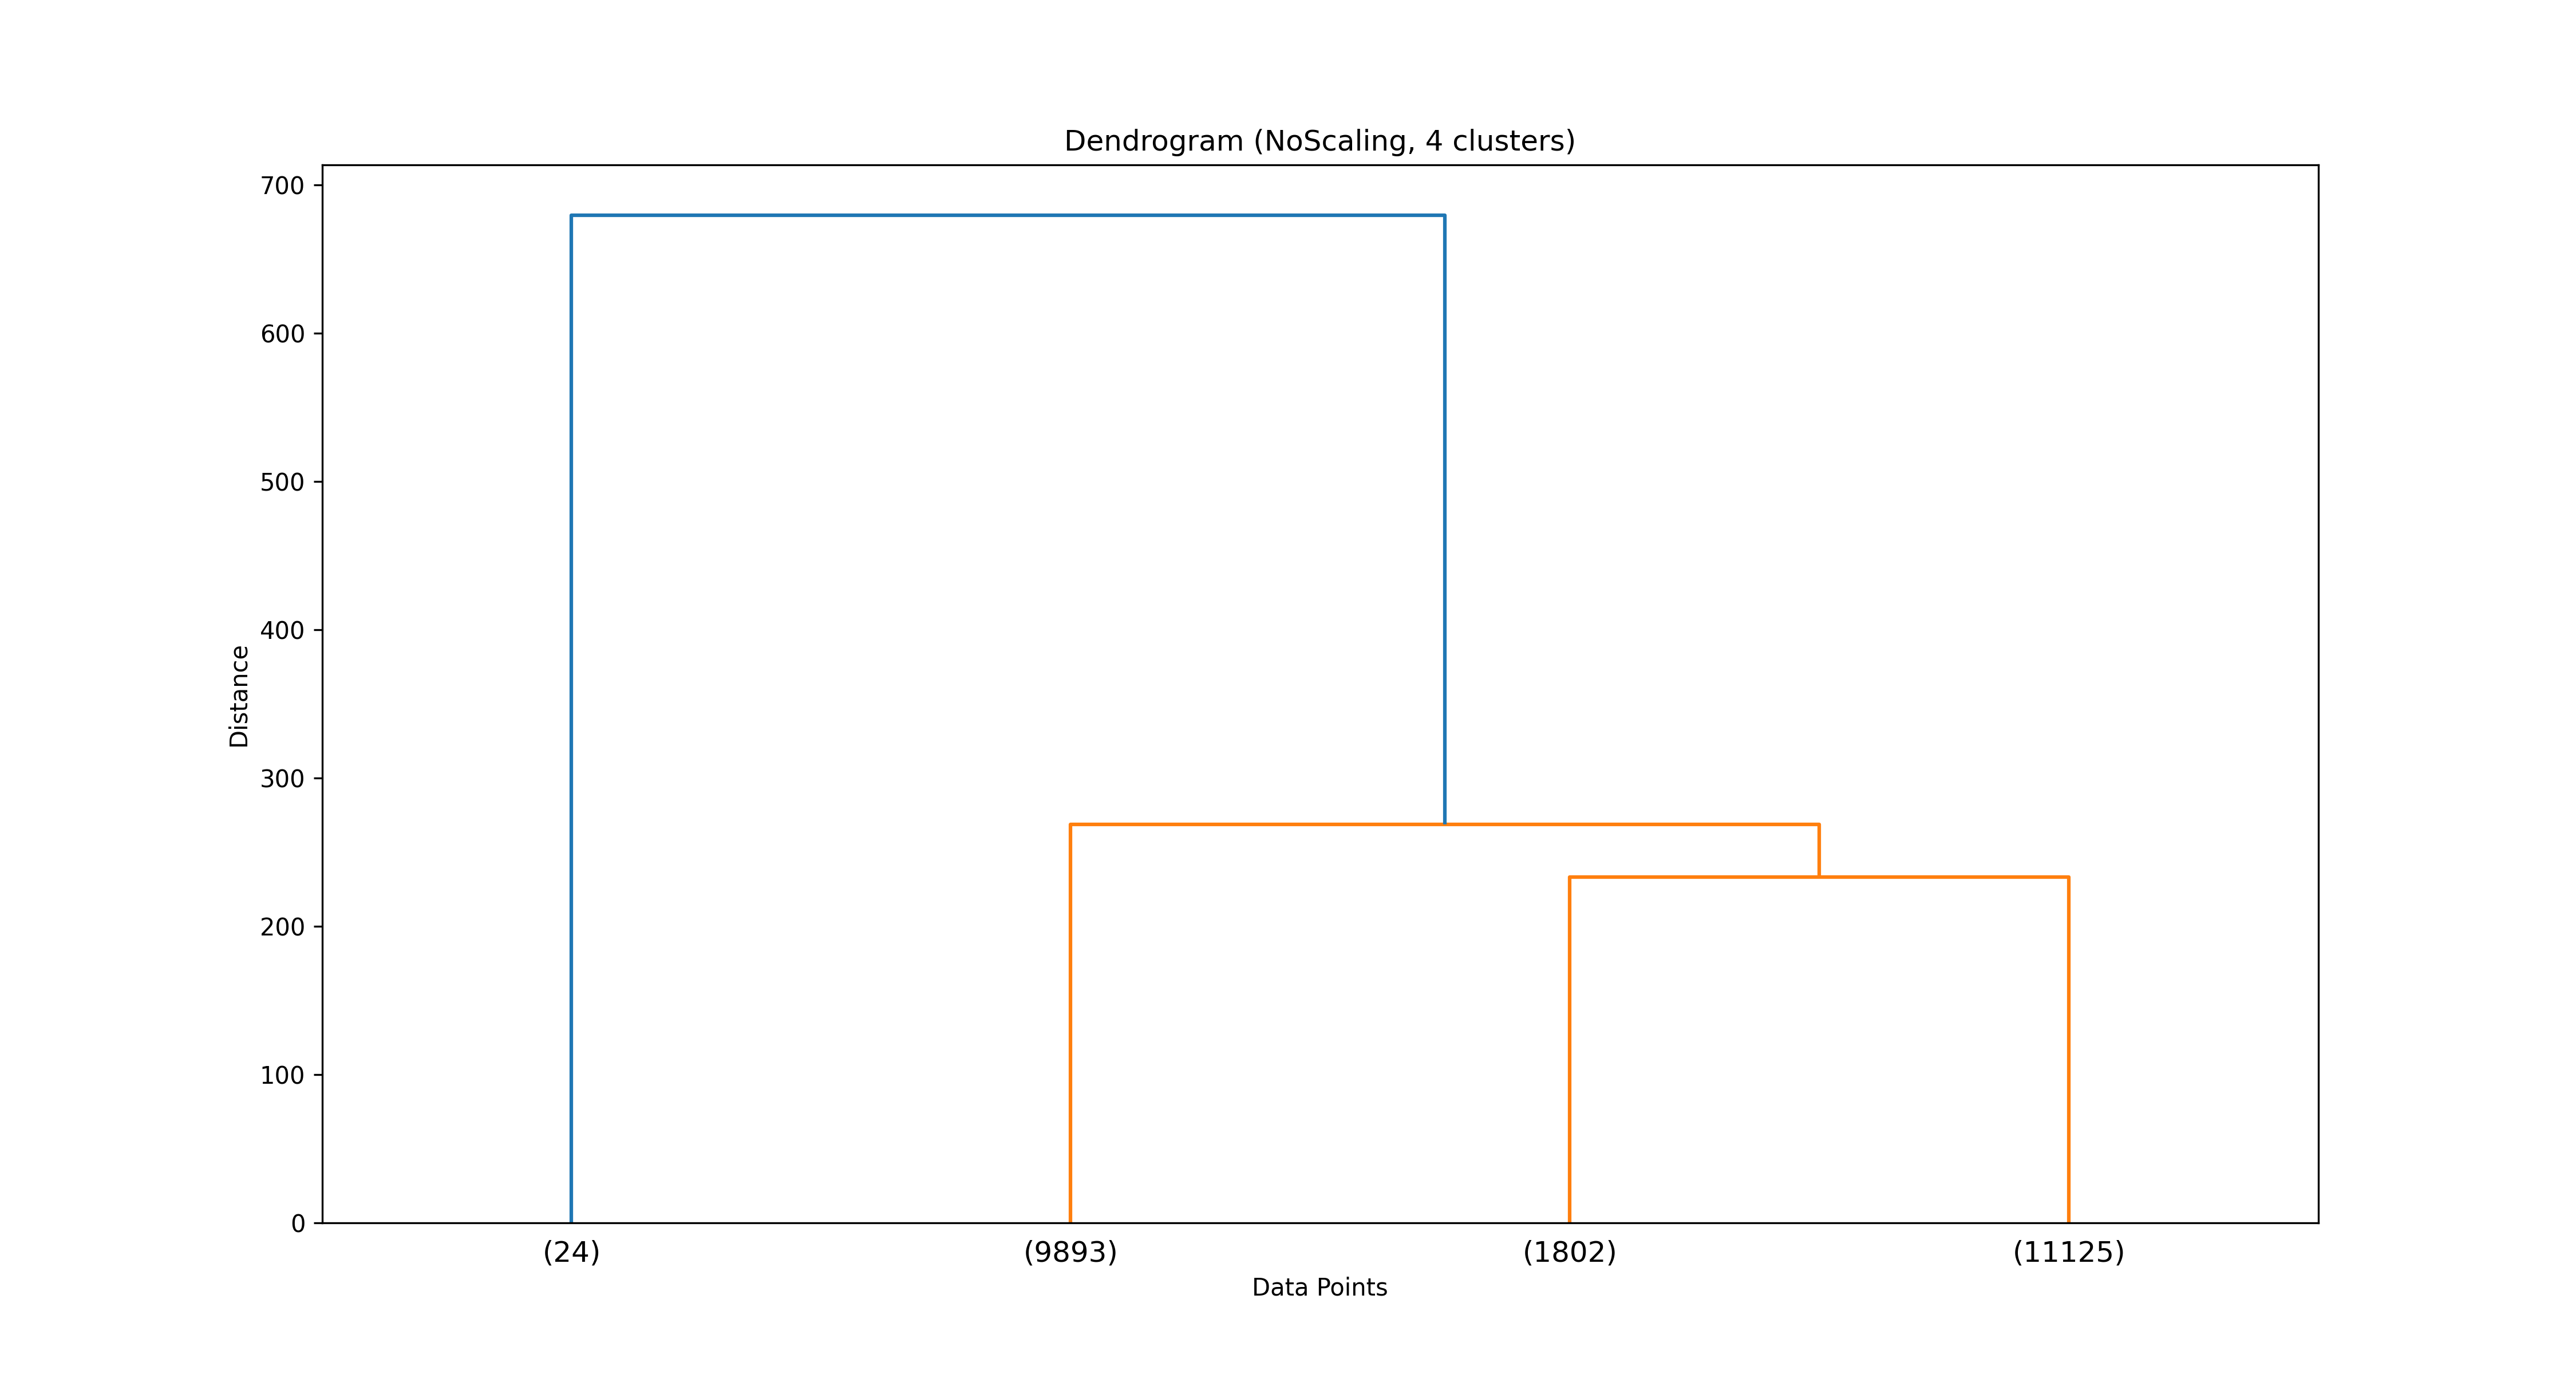 Dendrogram (NoScaling, 4 clusters)
700
600
500
400
300
200
100
0
Distance
(24) (9893) (1802) (11125)
Data Points